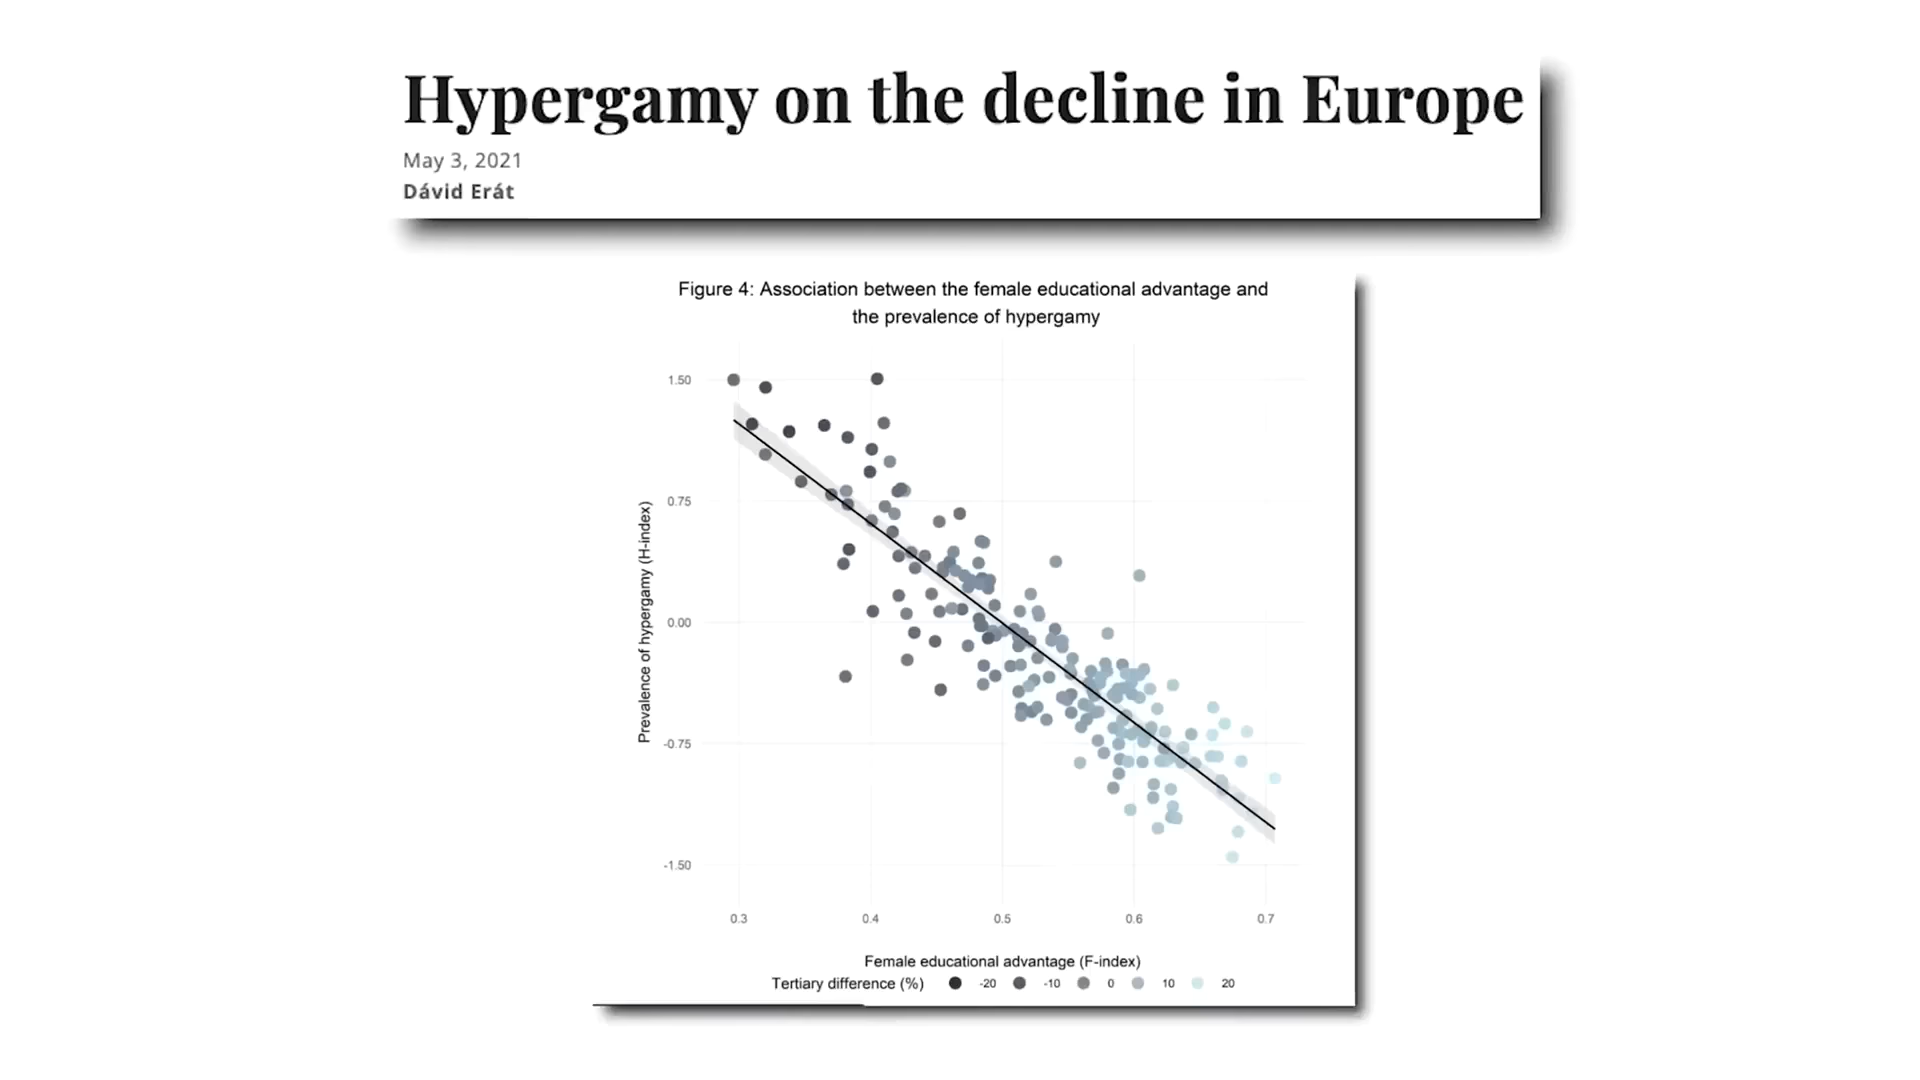 Hypergamy on the decline in Europe
May 3, 2021
Dávid Erát
Figure 4: Association between the female educational advantage and
the prevalence of hypergamy
1.50
0.75
0.00
-0.75
-1.50
Prevalence of hypergamy (H-index)
0.3 0.4 0.5 0.6 0.7
Female educational advantage (F-index)
Tertiary difference (%) -20 -10 0 10 20